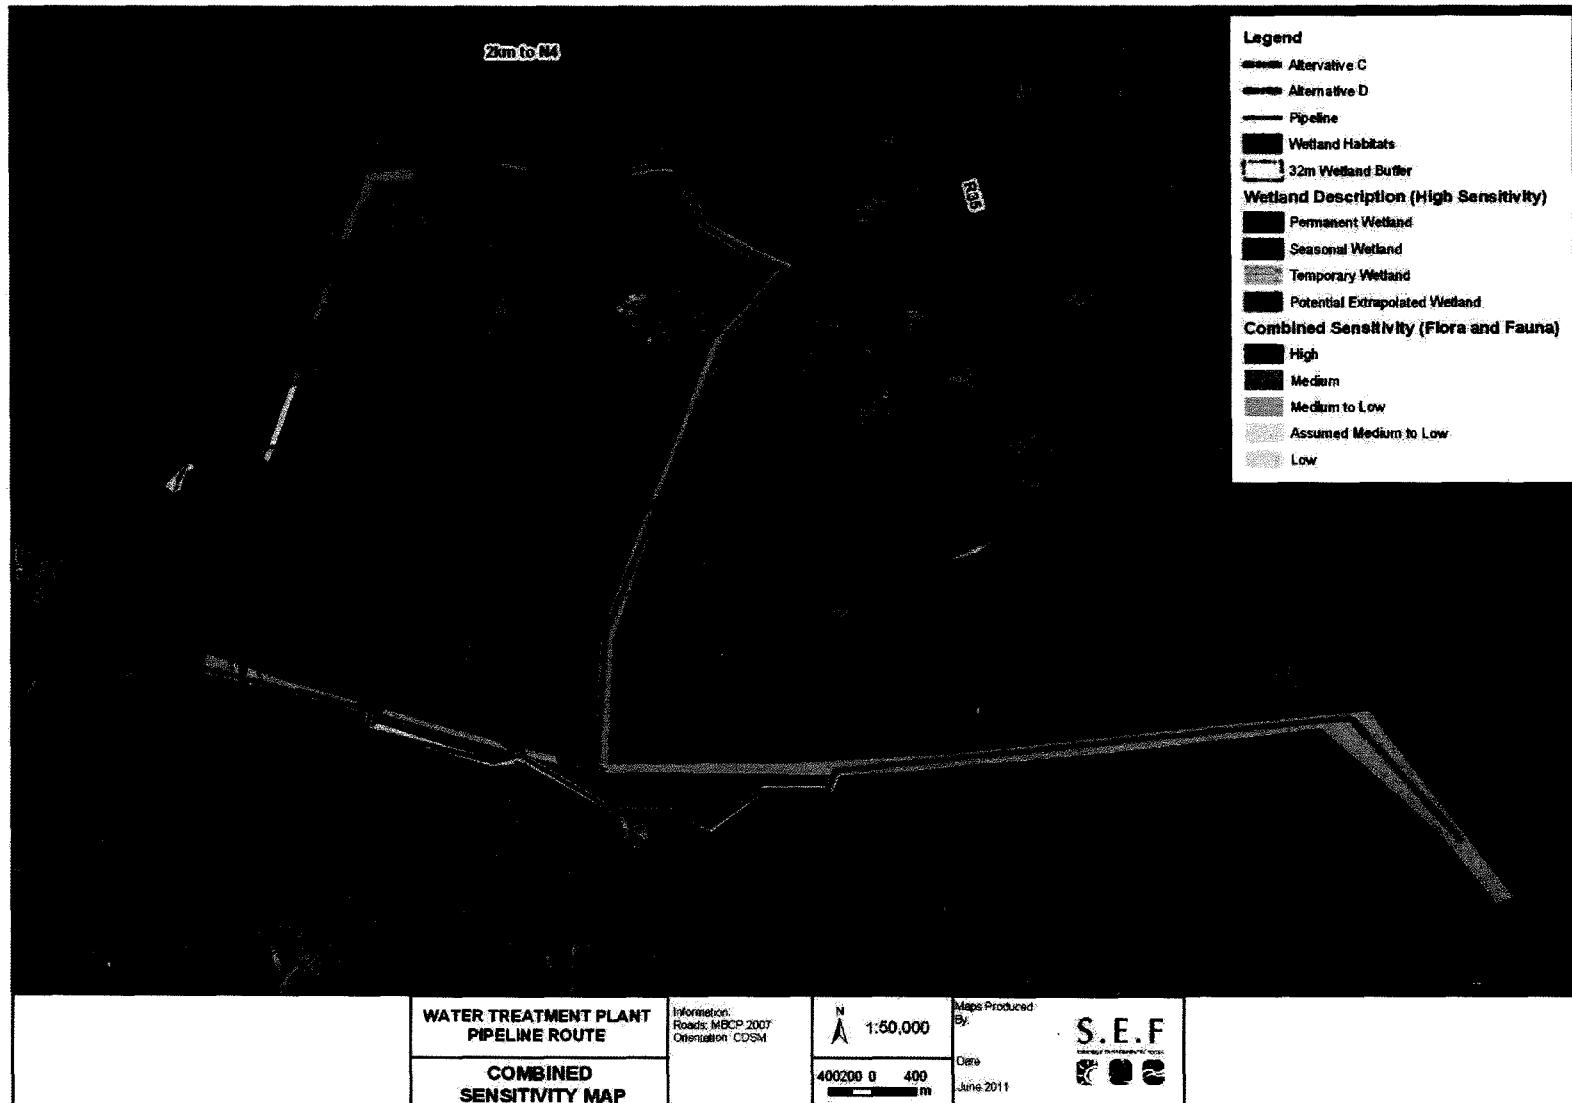 2km to N4
R35
Legend
Altervative C
Alternative D
Pipeline
Wetland Habitats
32m Wetland Buffer
Wetland Description (High Sensitivity)
Permanent Wetland
Seasonal Wetland
Temporary Wetland
Potential Extrapolated Wetland
Combined Sensitivity (Flora and Fauna)
High
Medium
Medium to Low
Assumed Medium to Low
Low
WATER TREATMENT PLANT
PIPELINE ROUTE
COMBINED
SENSITIVITY MAP
Information:
Roads: MBCP 2007
Orientation: CDSM
N
1:50,000
400200 0 400
m
Maps Produced
By:
Date
June 2011
S.E.F